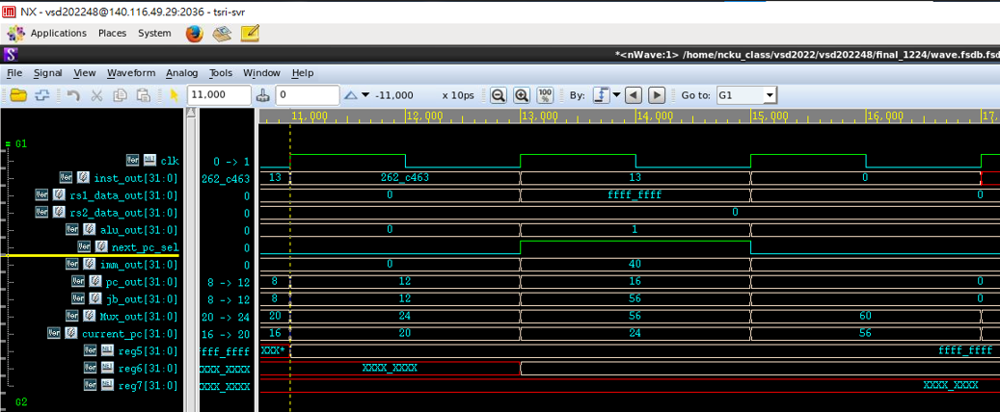 NX - vsd202248@140.116.49.29:2036 - tsri-svr
Applications Places System
*<nWave:1> /home/ncku_class/vsd2022/vsd202248/final_1224/wave.fsdb.fsd
File Signal View Waveform Analog Tools Window Help
11,000 0 -11,000 x 10ps 100% By: Go to: G1
11,000 12,000 13,000 14,000 15,000 16,000 17,
G1
clk 0 -> 1
inst_out[31:0] 262_c463 13 262_c463 13 0
rs1_data_out[31:0] 0 0 ffff_ffff 0
rs2_data_out[31:0] 0 0
alu_out[31:0] 0 0 1
next_pc_sel 0
imm_out[31:0] 0 0 40
pc_out[31:0] 8 -> 12 8 12 16 0
jb_out[31:0] 8 -> 12 8 12 56 0
Mux_out[31:0] 20 -> 24 20 24 56 60
current_pc[31:0] 16 -> 20 16 20 24 56
reg5[31:0] ffff_ffff XXX* ffff_ffff
reg6[31:0] XXXX_XXXX XXXX_XXXX
reg7[31:0] XXXX_XXXX XXXX_XXXX
G2